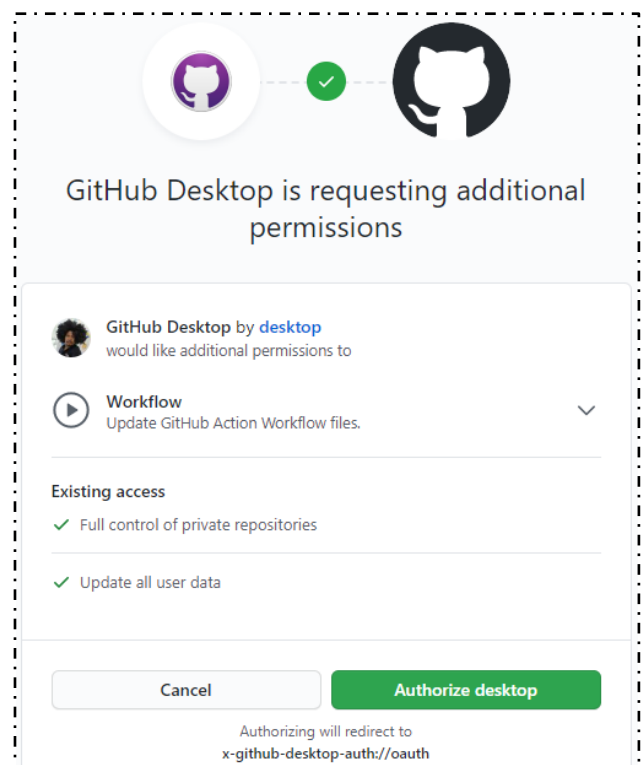 GitHub Desktop is requesting additional
permissions
GitHub Desktop by desktop
would like additional permissions to
Workflow
Update GitHub Action Workflow files.
Existing access
Full control of private repositories
Update all user data
Cancel
Authorize desktop
Authorizing will redirect to
x-github-desktop-auth://oauth